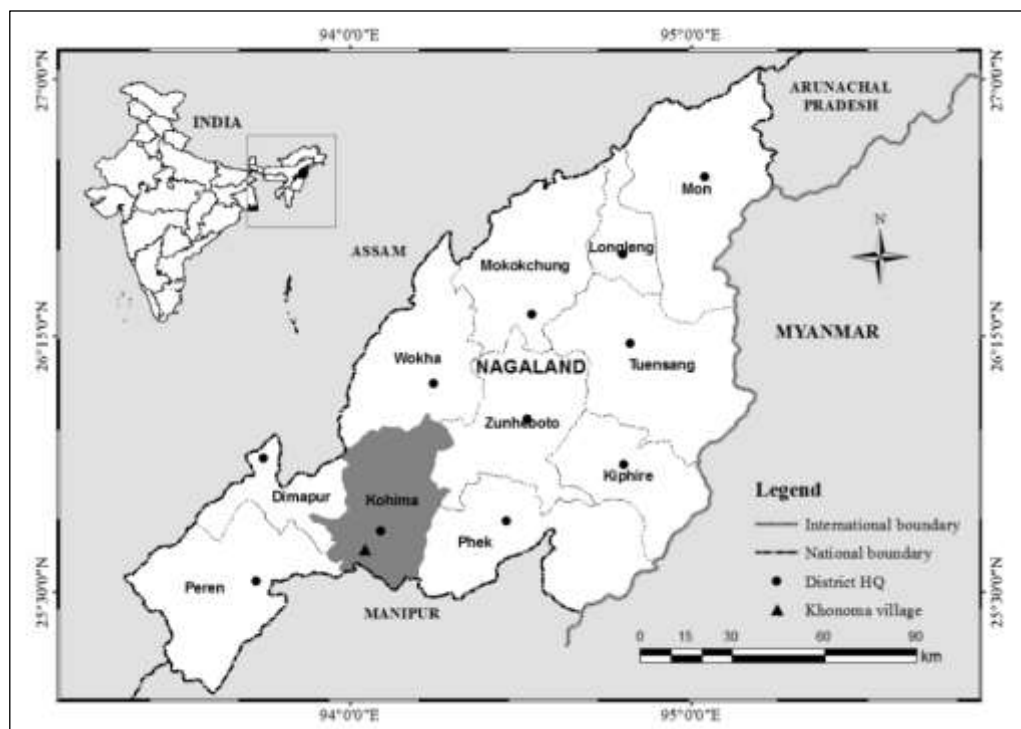 94°0'0"E
95°0'0"E
27°0'0"N
27°0'0"N
ARUNACHAL
PRADESH
INDIA
Mon
ASSAM
N
Longleng
Mokokchung
26°15'0"N
26°15'0"N
MYANMAR
Wokha
NAGALAND
Tuensang
Zunheboto
Kiphire
Dimapur
Kohima
Legend
International boundary
National boundary
District HQ
Khonoma village
Phek
Peren
MANIPUR
25°30'0"N
25°30'0"N
0 15 30 60 90
km
94°0'0"E
95°0'0"E